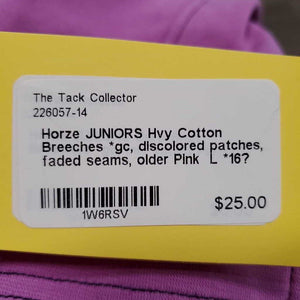 The Tack Collector
226057-14
Horze JUNIORS Hvy Cotton
Breeches *gc, discolored patches,
faded seams, older Pink L *16?
1W6RSV
$25.00